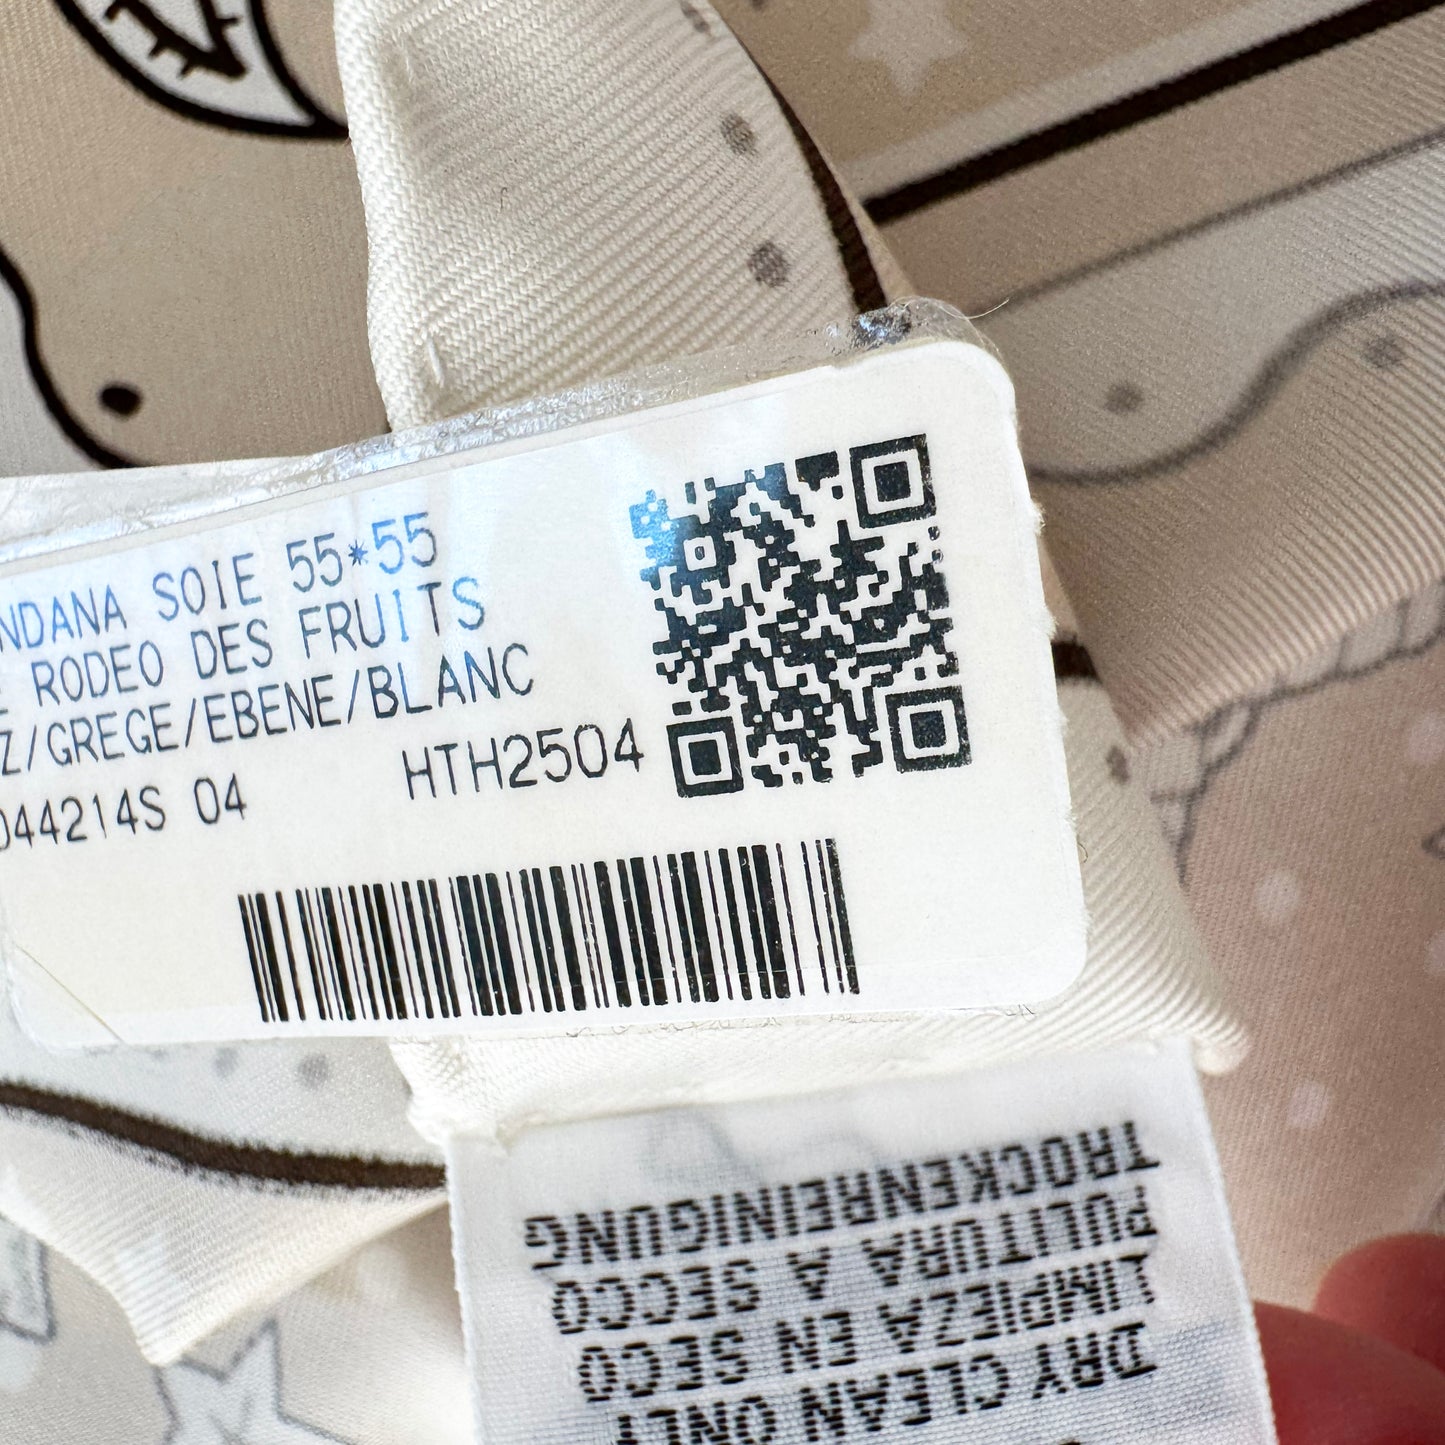 NDANA SOIE 55*55
E RODEO DES FRUITS
Z/GREGE/EBENE/BLANC
044214S 04 HTH2504
DRY CLEAN ONLY
LIMPIEZA EN SECO
PULITURA A SECCO
TROCKENREINIGUNG